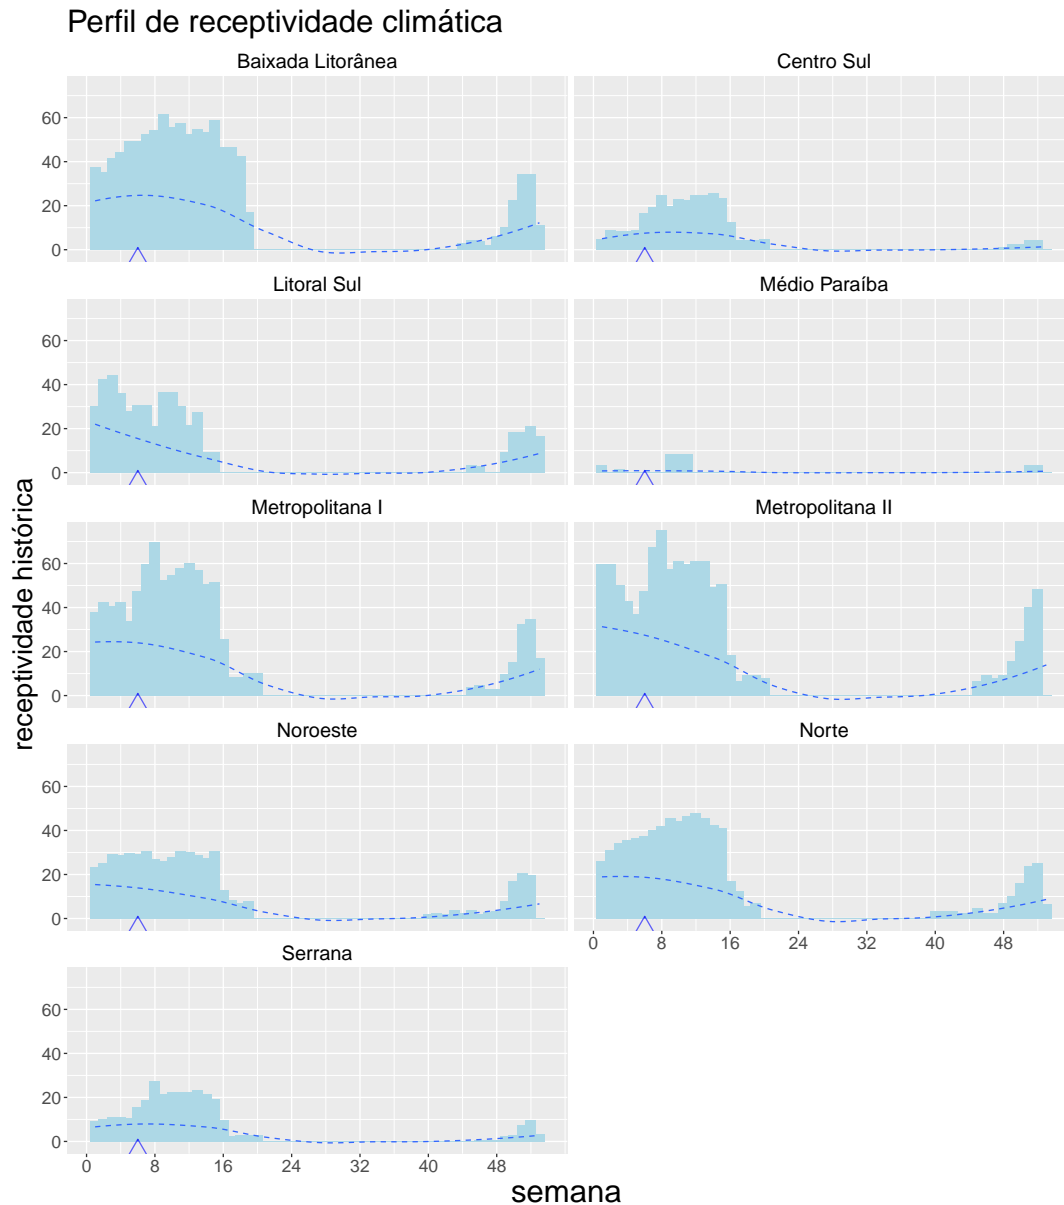 Perfil de receptividade climática
Baixada Litorânea
Centro Sul
60
40
20
0
Litoral Sul
Médio Paraíba
60
40
20
0
Metropolitana I
Metropolitana II
60
40
20
0
Noroeste
Norte
60
40
20
0
0 8 16 24 32 40 48
Serrana
60
40
20
0
0 8 16 24 32 40 48
semana
receptividade histórica